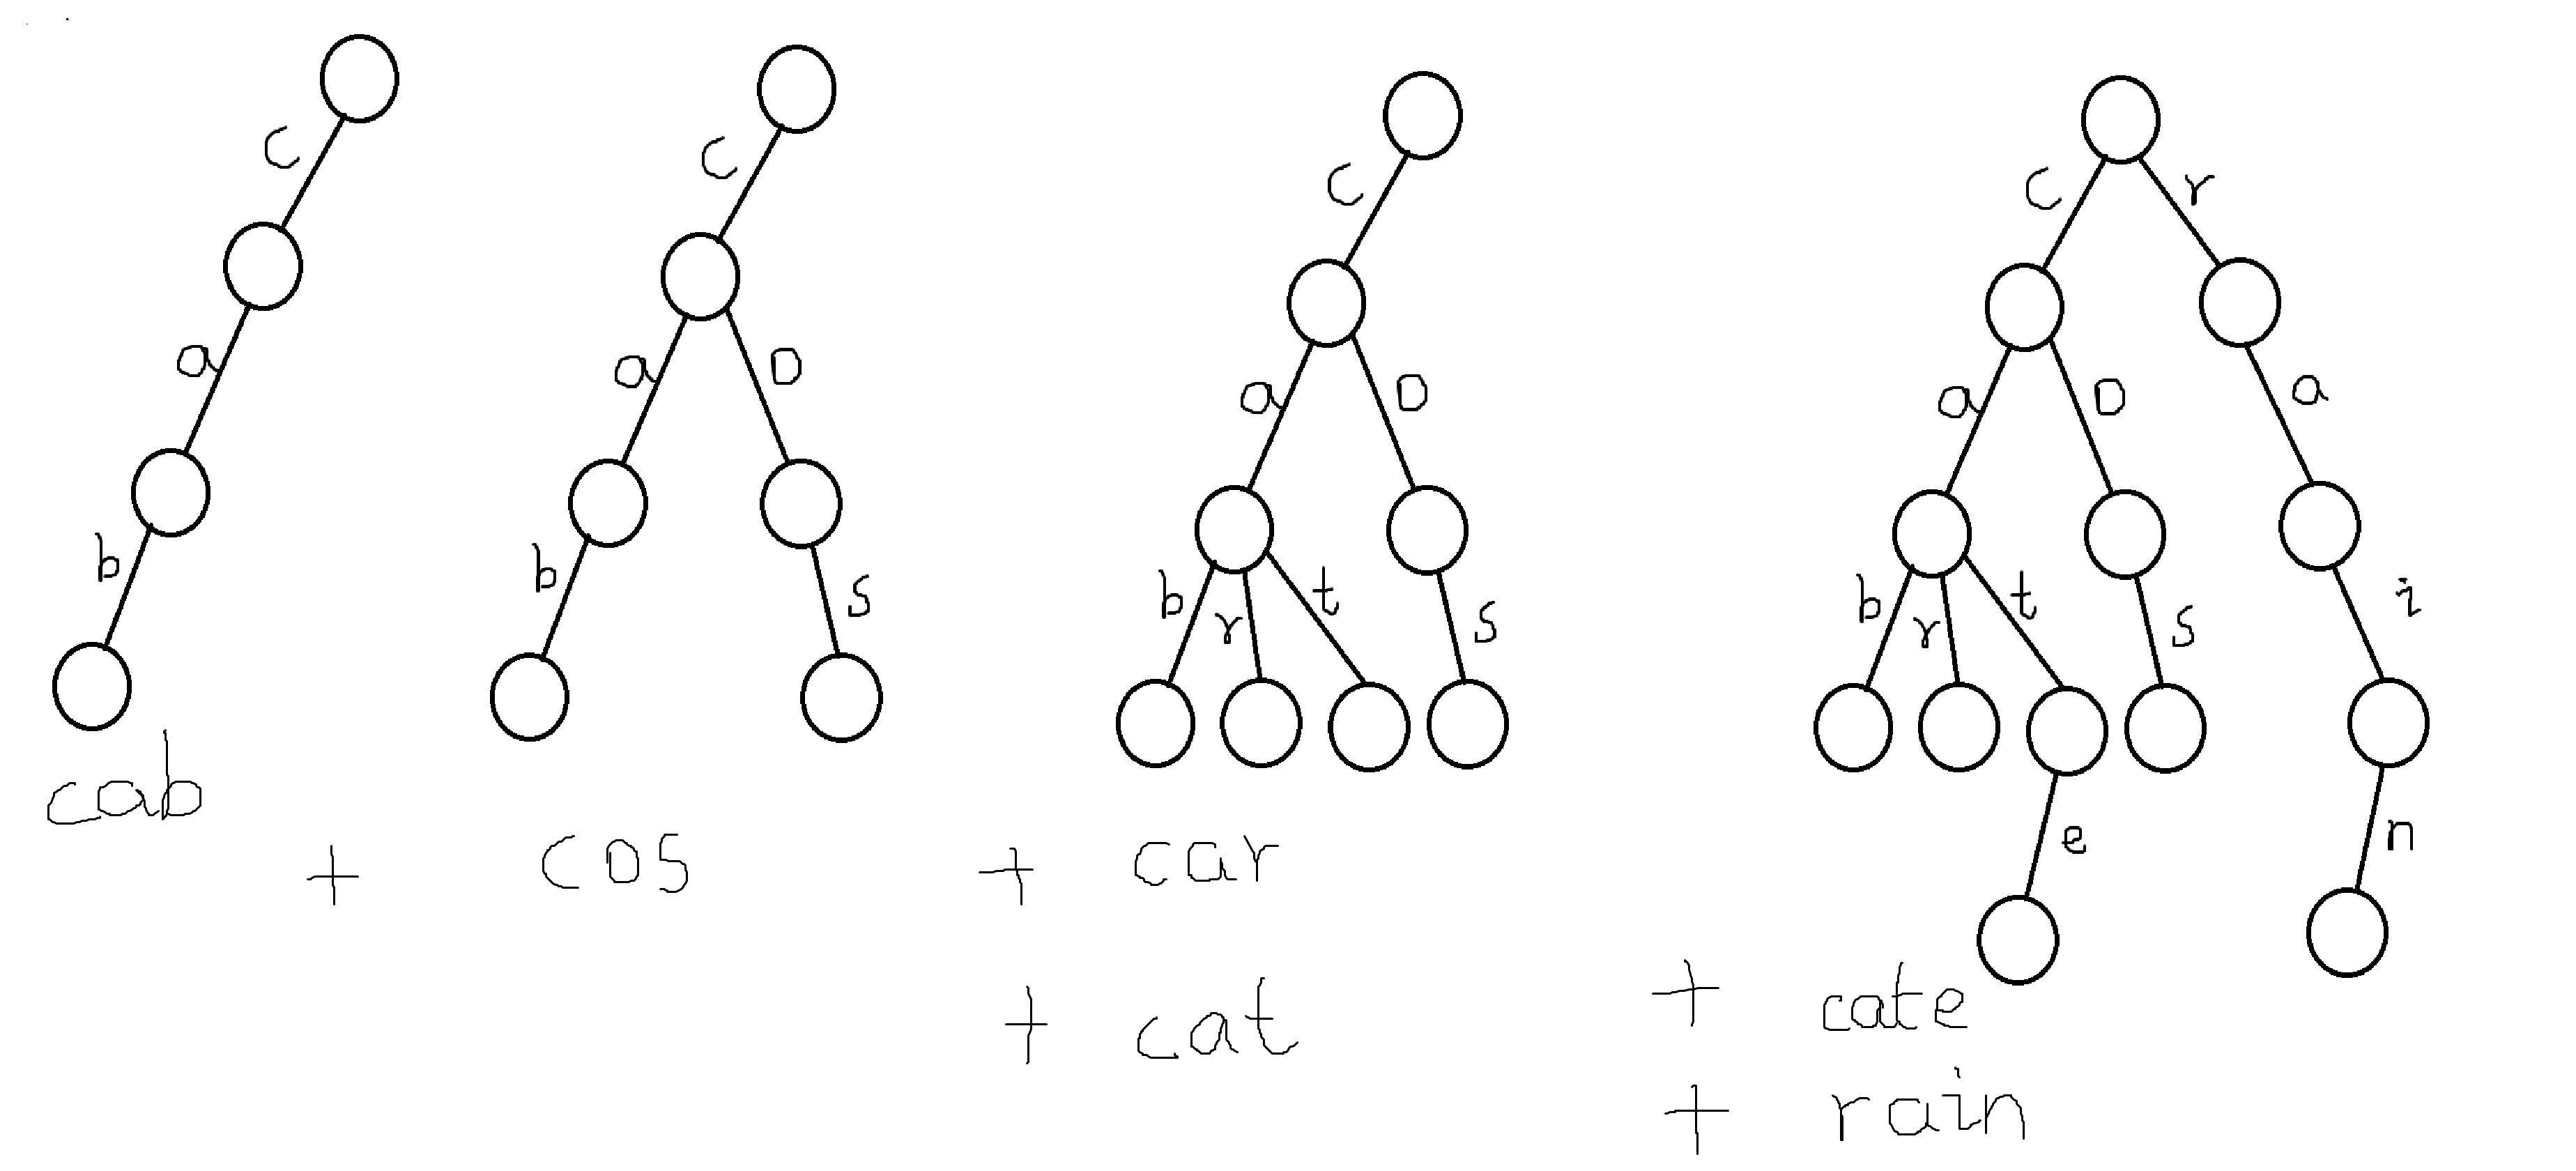 C
C
C
C r
a
a O
a O
a O a
b
b S
b r t S
b r t S i
e n
cab
+ cos + car
+ cat
+ cate
+ rain